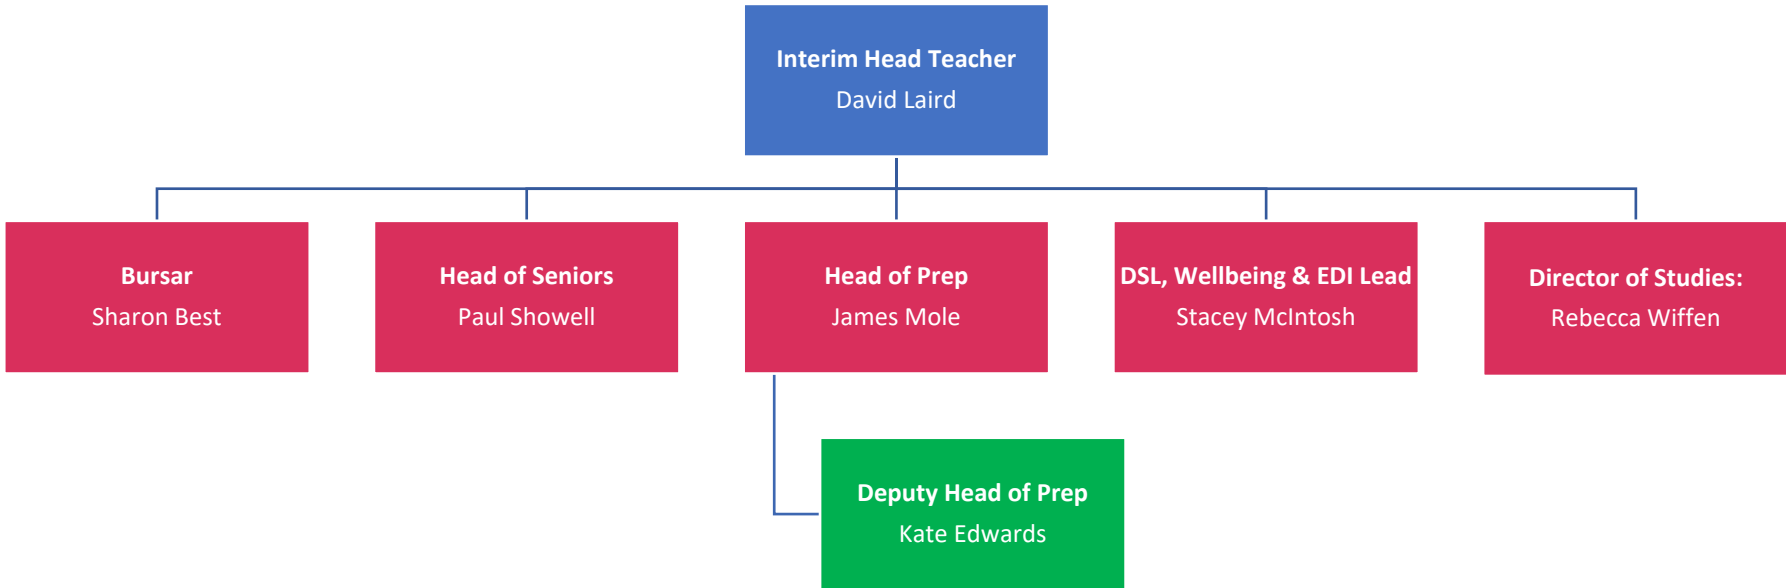 Interim Head Teacher
David Laird
Bursar
Sharon Best
Head of Seniors
Paul Showell
Head of Prep
James Mole
DSL, Wellbeing & EDI Lead
Stacey McIntosh
Director of Studies:
Rebecca Wiffen
Deputy Head of Prep
Kate Edwards